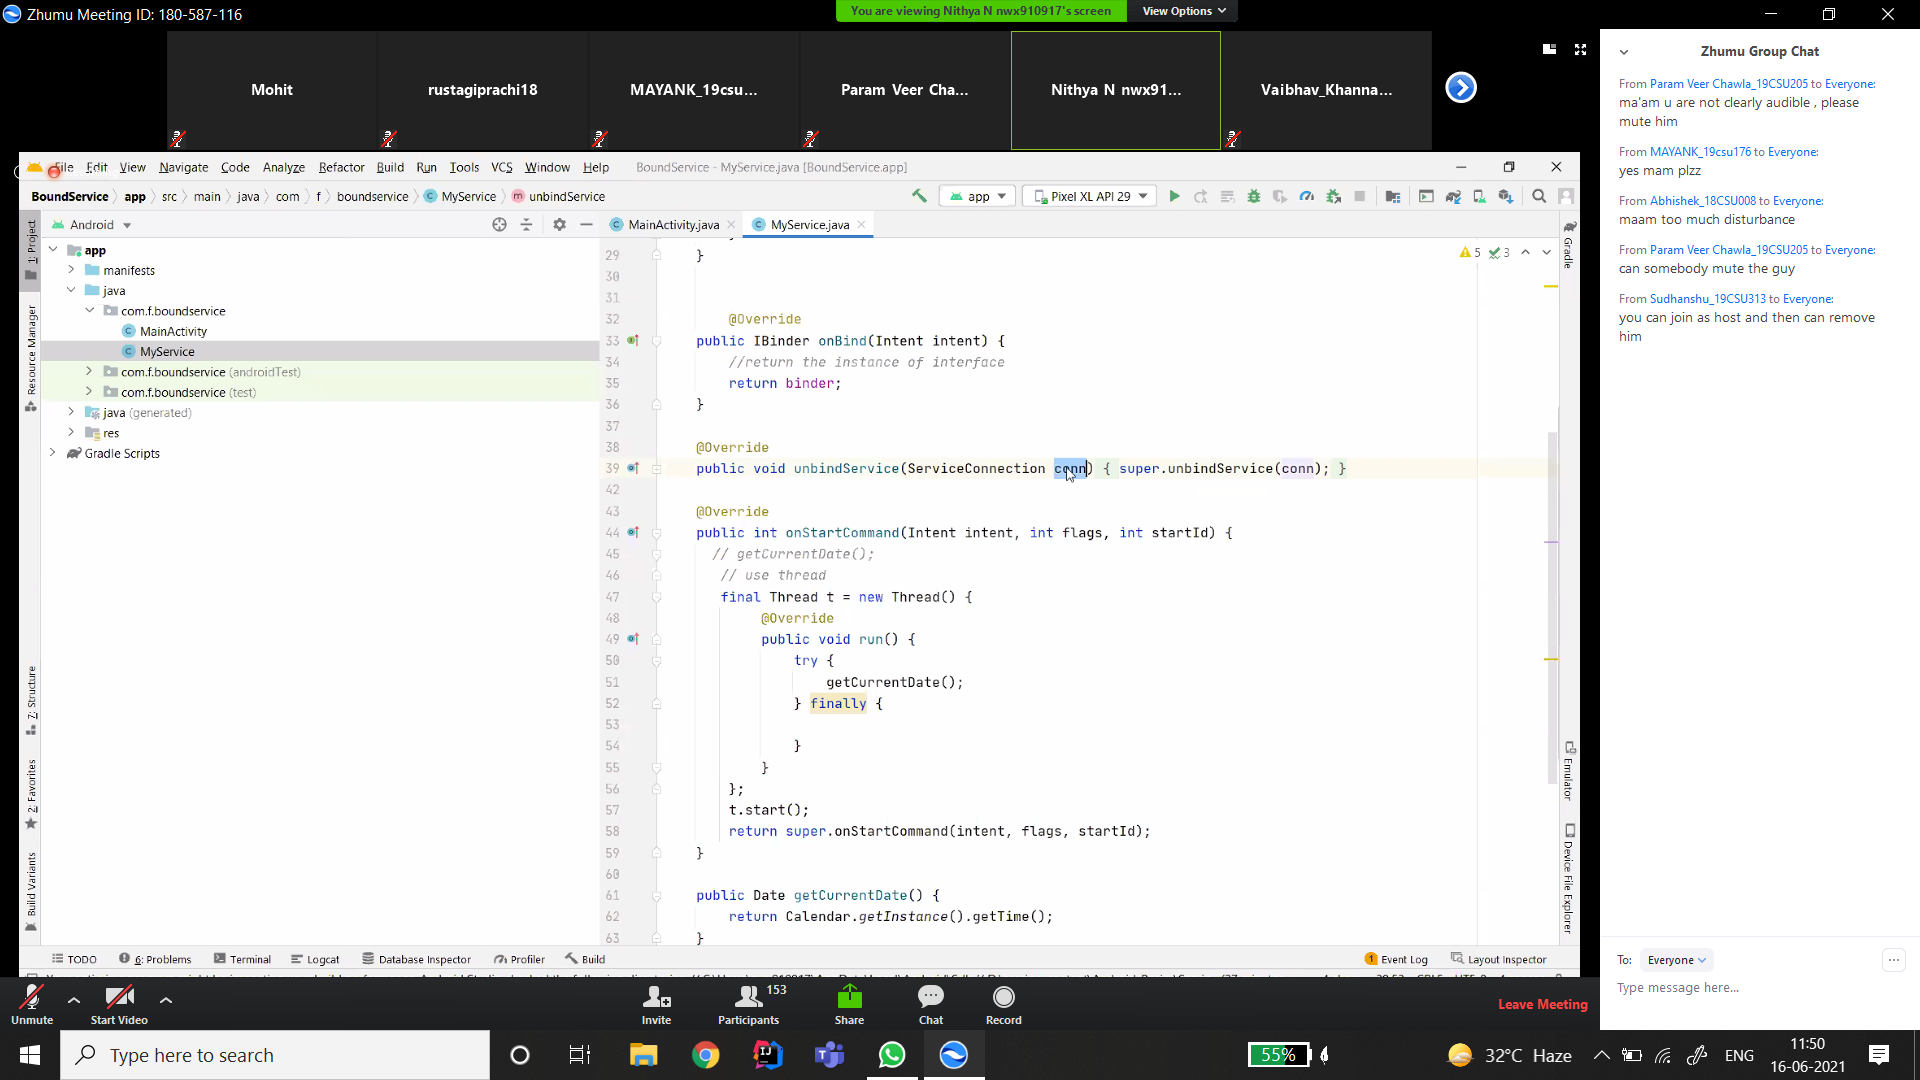 Zhumu Meeting ID: 180-587-116
You are viewing Nithya N nwx910917's screen
View Options
Mohit
rustagiprachi18
MAYANK_19csu...
Param Veer Cha...
Nithya N nwx91...
Vaibhav_Khanna...
File Edit View Navigate Code Analyze Refactor Build Run Tools VCS Window Help BoundService - MyService.java [BoundService.app]
BoundService app src main java com f boundservice MyService unbindService
app
Pixel XL API 29
Android
MainActivity.java
MyService.java
1: Project
Resource Manager
7: Structure
2: Favorites
Build Variants
app
manifests
java
com.f.boundservice
MainActivity
MyService
com.f.boundservice (androidTest)
com.f.boundservice (test)
java (generated)
res
Gradle Scripts
5 3
29 }
30
31
32 @Override
33 public IBinder onBind(Intent intent) {
34 //return the instance of interface
35 return binder;
36 }
37
38 @Override
39 public void unbindService(ServiceConnection conn) { super.unbindService(conn); }
42
43 @Override
44 public int onStartCommand(Intent intent, int flags, int startId) {
45 // getCurrentDate();
46 // use thread
47 final Thread t = new Thread() {
48 @Override
49 public void run() {
50 try {
51 getCurrentDate();
52 } finally {
53
54 }
55 }
56 };
57 t.start();
58 return super.onStartCommand(intent, flags, startId);
59 }
60
61 public Date getCurrentDate() {
62 return Calendar.getInstance().getTime();
63 }
Gradle
Emulator
Device File Explorer
TODO 6: Problems Terminal Logcat Database Inspector Profiler Build
1 Event Log Layout Inspector
Zhumu Group Chat
From Param Veer Chawla_19CSU205 to Everyone:
ma'am u are not clearly audible , please
mute him
From MAYANK_19csu176 to Everyone:
yes mam plzz
From Abhishek_18CSU008 to Everyone:
maam too much disturbance
From Param Veer Chawla_19CSU205 to Everyone:
can somebody mute the guy
From Sudhanshu_19CSU313 to Everyone:
you can join as host and then can remove
him
To: Everyone
...
Type message here...
Unmute
Start Video
Invite
153
Participants
Share
Chat
Record
Leave Meeting
Type here to search
55%
32°C Haze
ENG
11:50
16-06-2021